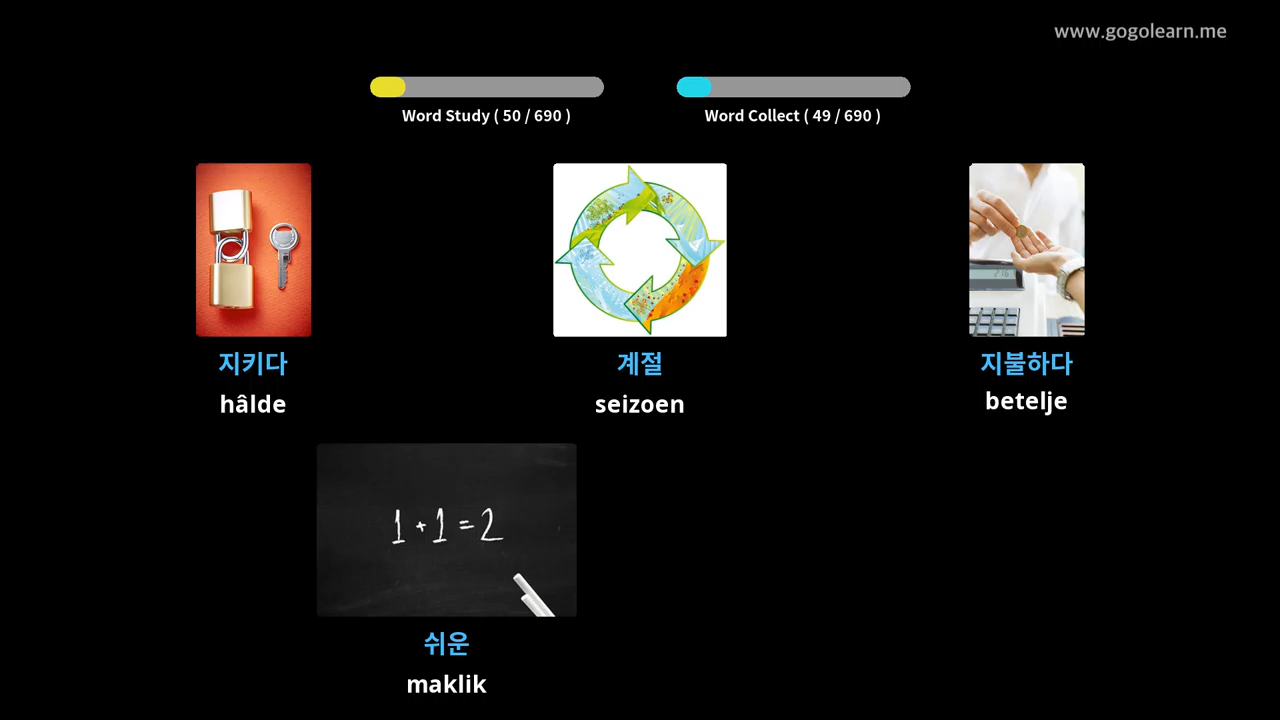 www.gogolearn.me
Word Study ( 50 / 690 )
Word Collect ( 49 / 690 )
지키다
hâlde
계절
seizoen
지불하다
betelje
1+1=2
쉬운
maklik